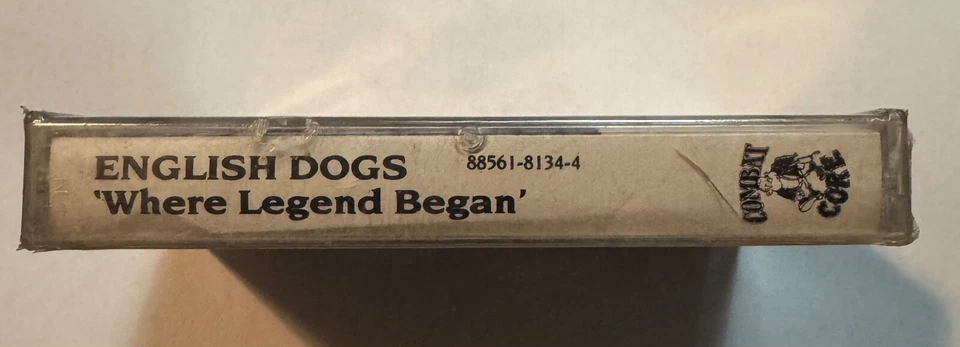 ENGLISH DOGS 88561-8134-4
'Where Legend Began'
COMBAT
CORE